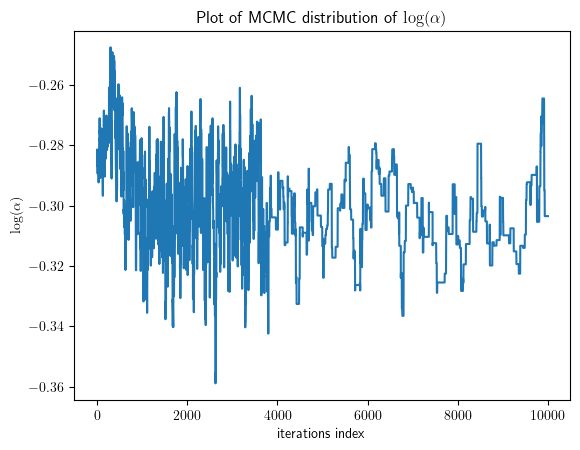 Plot of MCMC distribution of log(α)
−0.26
−0.28
−0.30
−0.32
−0.34
−0.36
log(α)
0 2000 4000 6000 8000 10000
iterations index